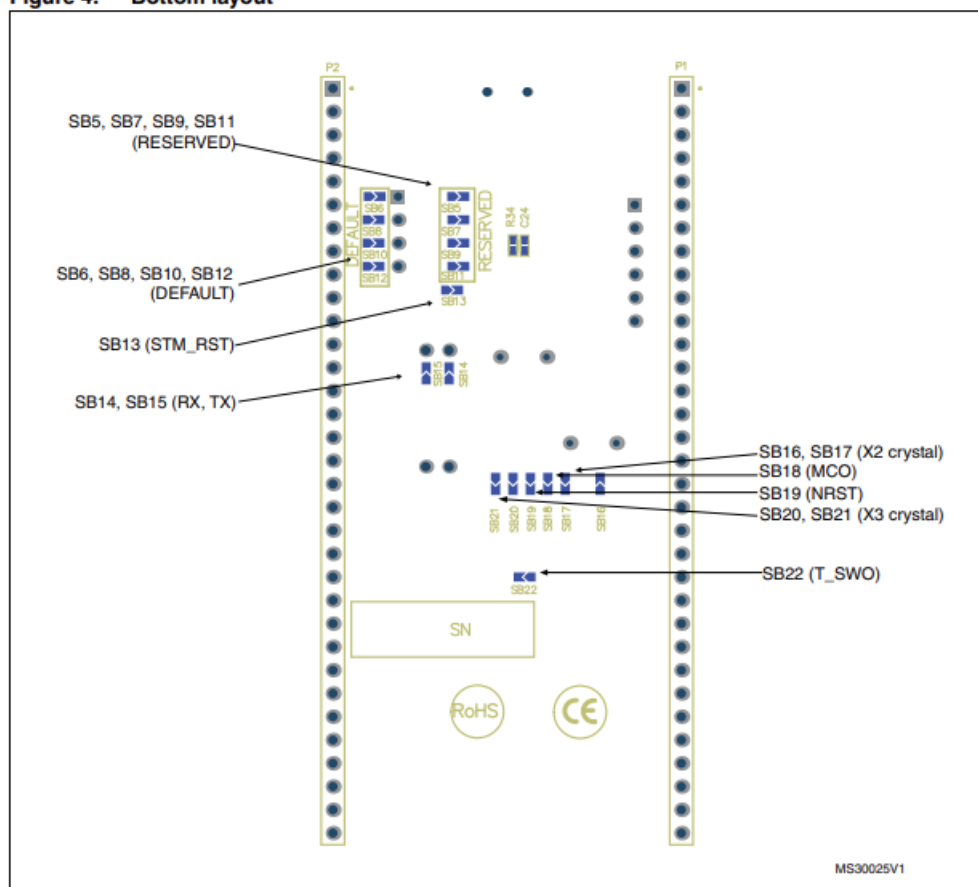 Figure 4. Bottom layout
P2
P1
SB5, SB7, SB9, SB11
(RESERVED)
DEFAULT
SB6
SB8
SB10
SB12
SB5
SB7
SB9
SB11
RESERVED
R34
C24
SB6, SB8, SB10, SB12
(DEFAULT)
SB13
SB13 (STM_RST)
SB15
SB14
SB14, SB15 (RX, TX)
SB16, SB17 (X2 crystal)
SB18 (MCO)
SB19 (NRST)
SB20, SB21 (X3 crystal)
SB21
SB20
SB19
SB18
SB17
SB16
SB22 (T_SWO)
SB22
SN
RoHS
CE
MS30025V1